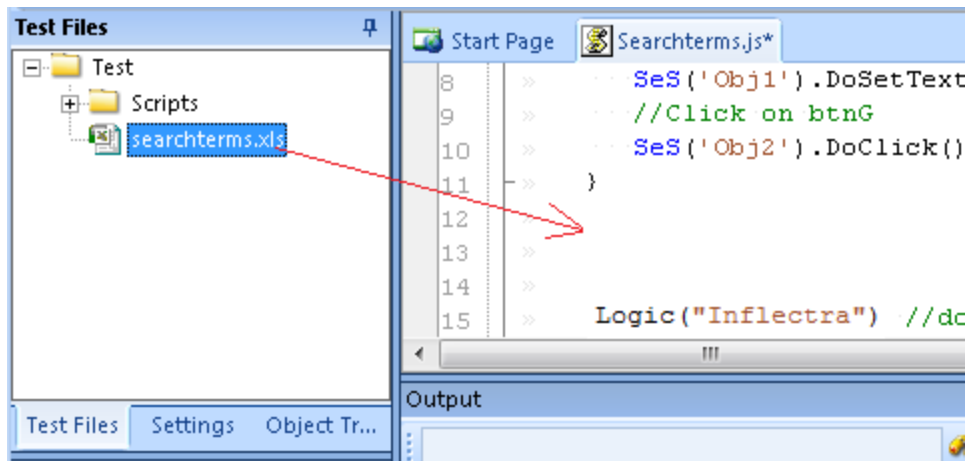 Test Files
Test
Scripts
searchterms.xls
Test Files Settings Object Tr...
Start Page Searchterms.js*
8 SeS('Obj1').DoSetText
9 //Click on btnG
10 SeS('Obj2').DoClick()
11 }
12
13
14
15 Logic("Inflectra") //do
Output